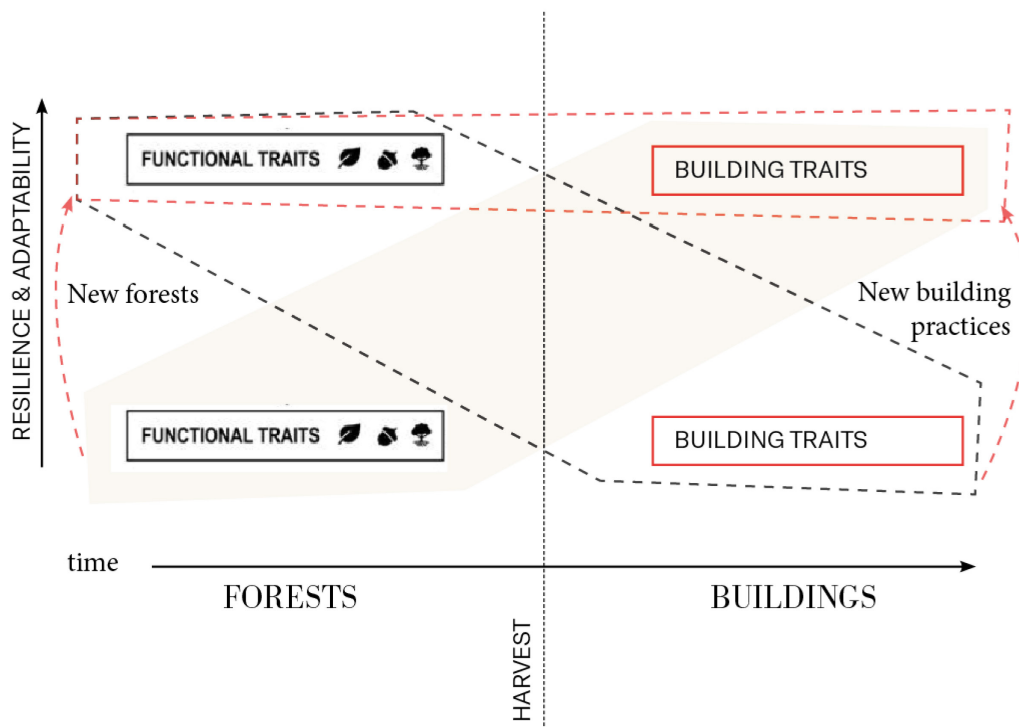 RESILIENCE & ADAPTABILITY
FUNCTIONAL TRAITS
BUILDING TRAITS
New forests
New building
practices
FUNCTIONAL TRAITS
BUILDING TRAITS
time
FORESTS
BUILDINGS
HARVEST